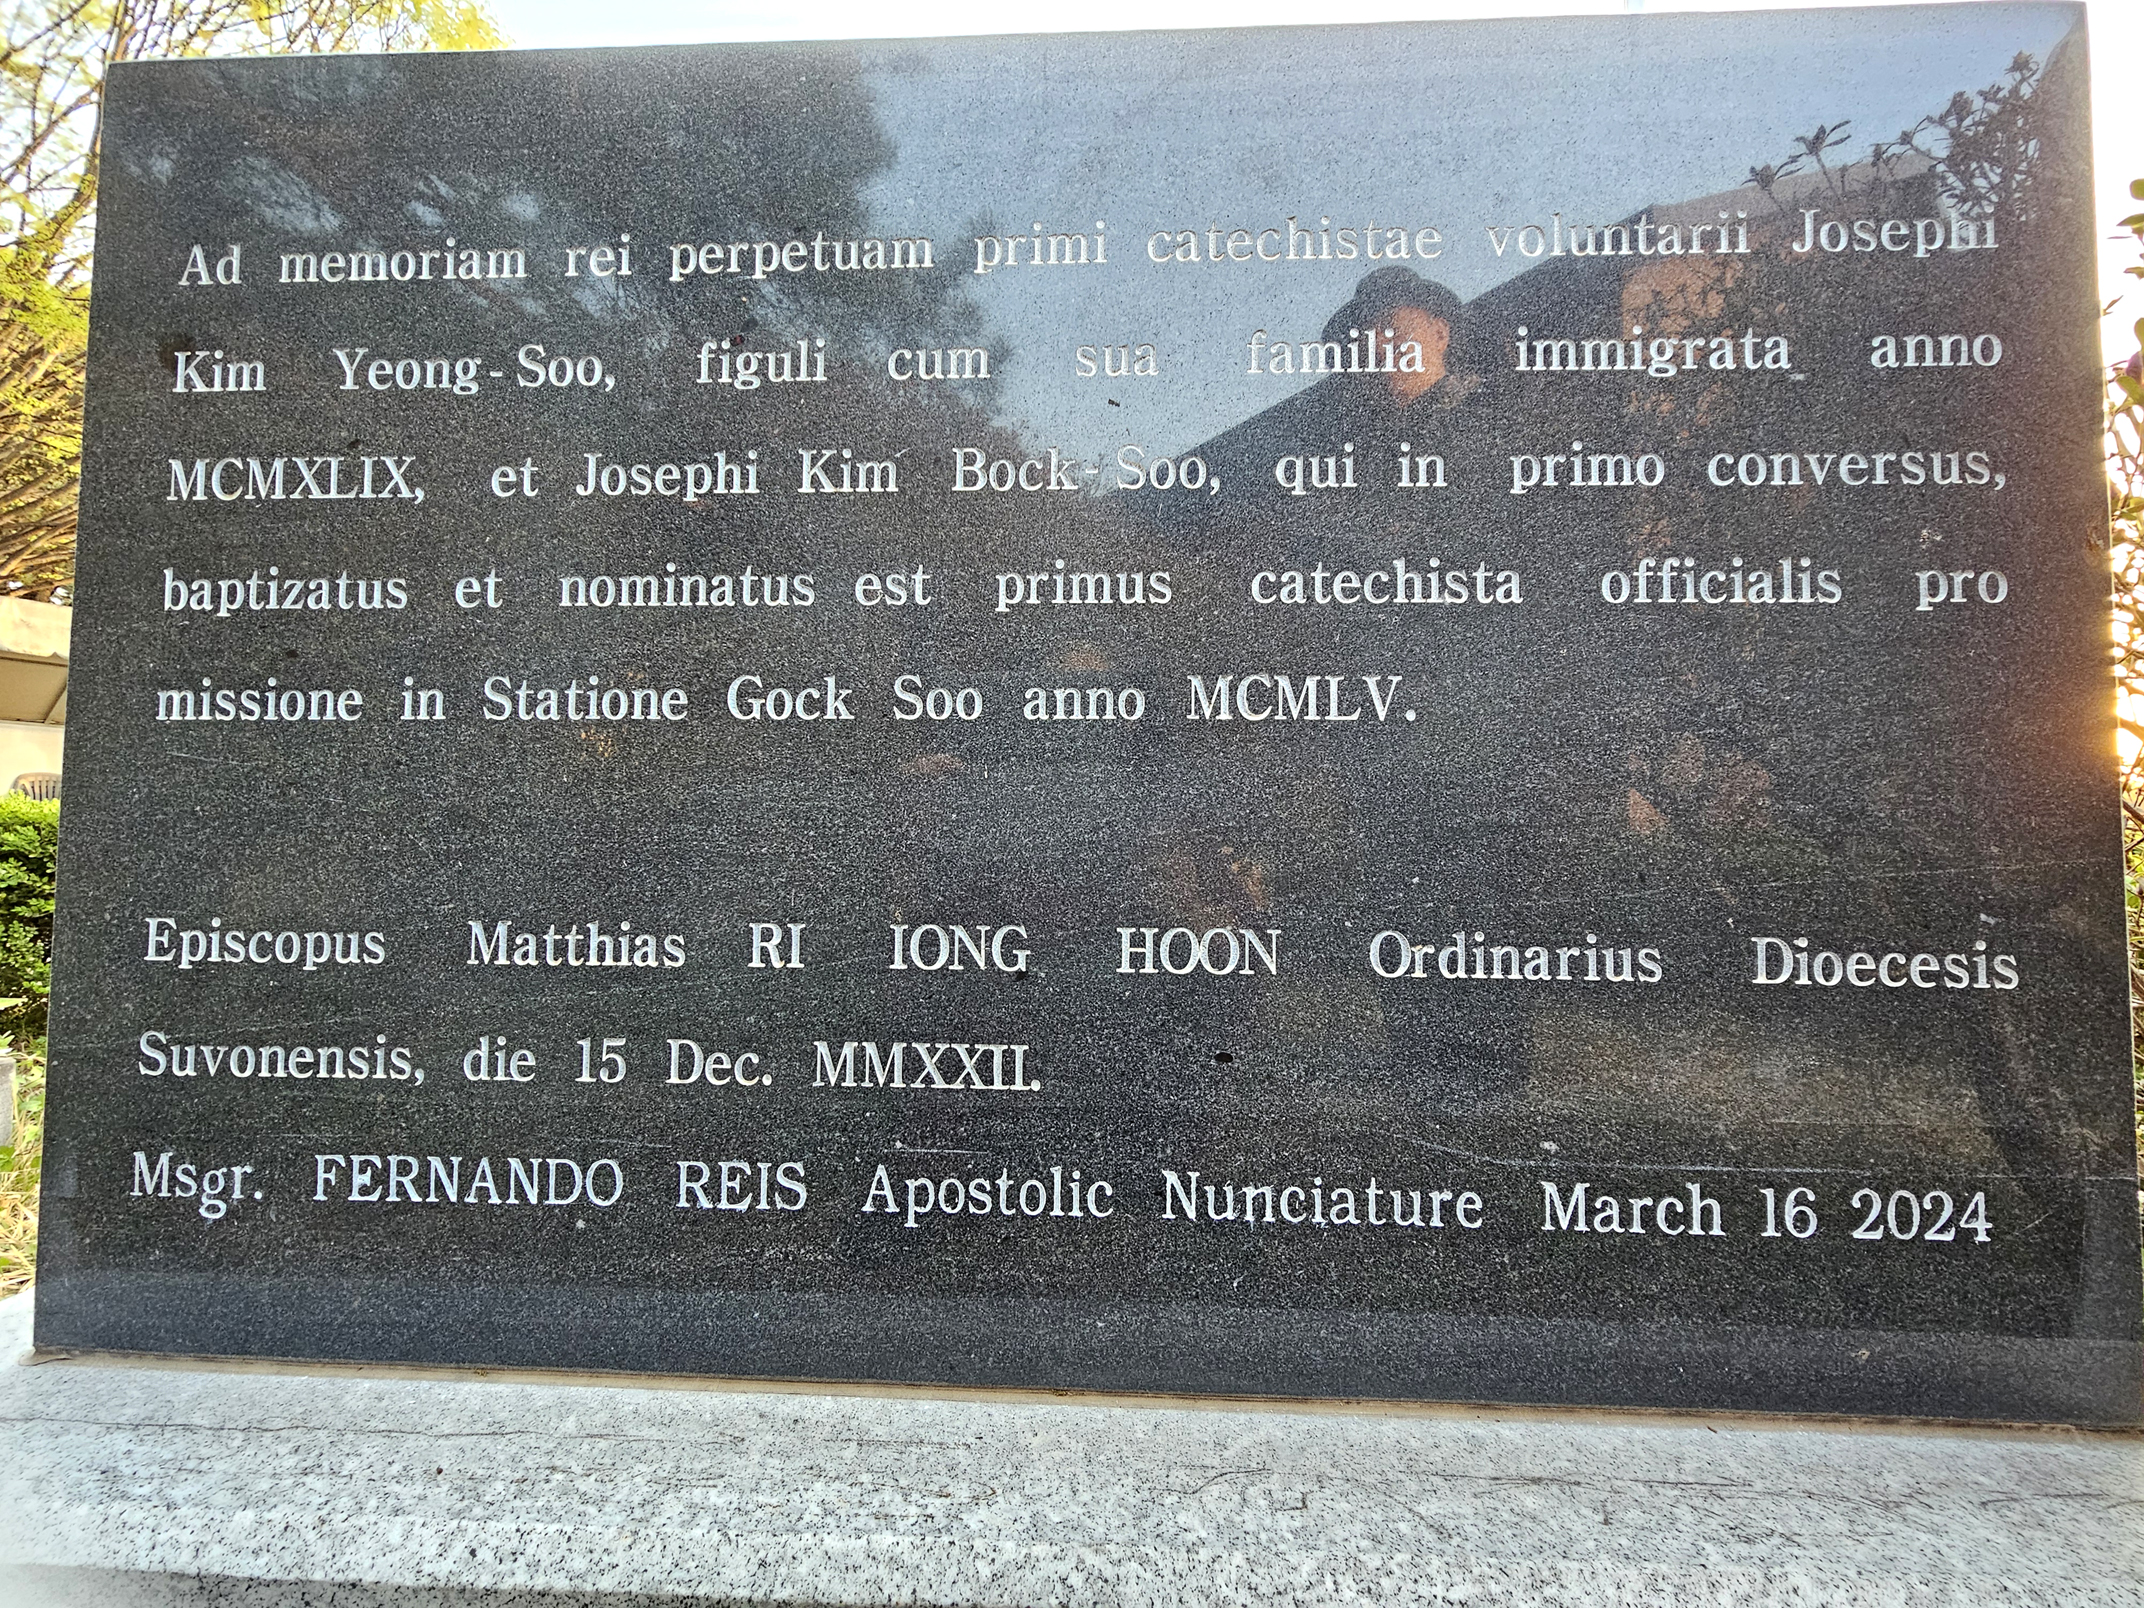 Ad memoriam rei perpetuam primi catechistae voluntarii Josephi
Kim Yeong-Soo, figuli cum sua familia immigrata anno
MCMXLIX, et Josephi Kim Bock-Soo, qui in primo conversus,
baptizatus et nominatus est primus catechista officialis pro
missione in Statione Gock Soo anno MCMLV.
Episcopus Matthias RI IONG HOON Ordinarius Dioecesis
Suvonensis, die 15 Dec. MMXXII.
Msgr. FERNANDO REIS Apostolic Nunciature March 16 2024